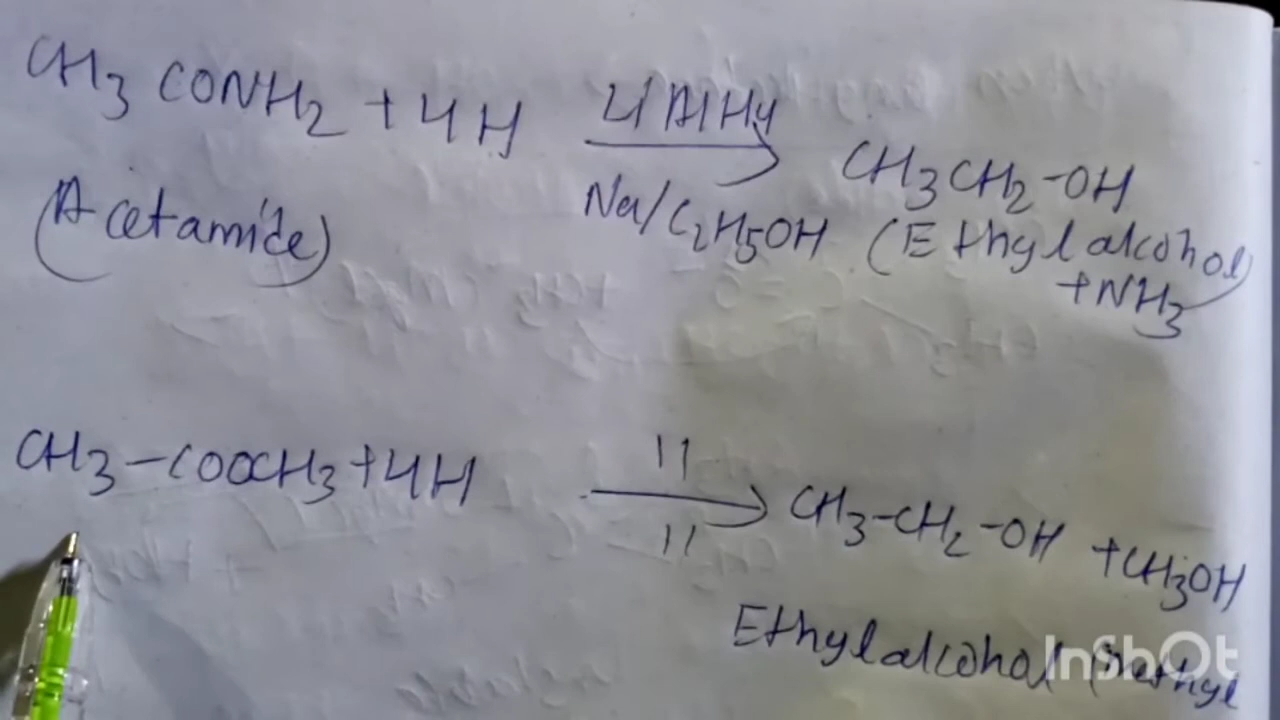 CH3 CONH2 + 4H LiAlH4 CH3CH2-OH
(Acetamide) Na/C2H5OH (Ethyl alcohol)
+NH3
CH3-COOCH3+4H " CH3-CH2-OH +CH3OH
"
Ethyl alcohol (Methyl
InShOt